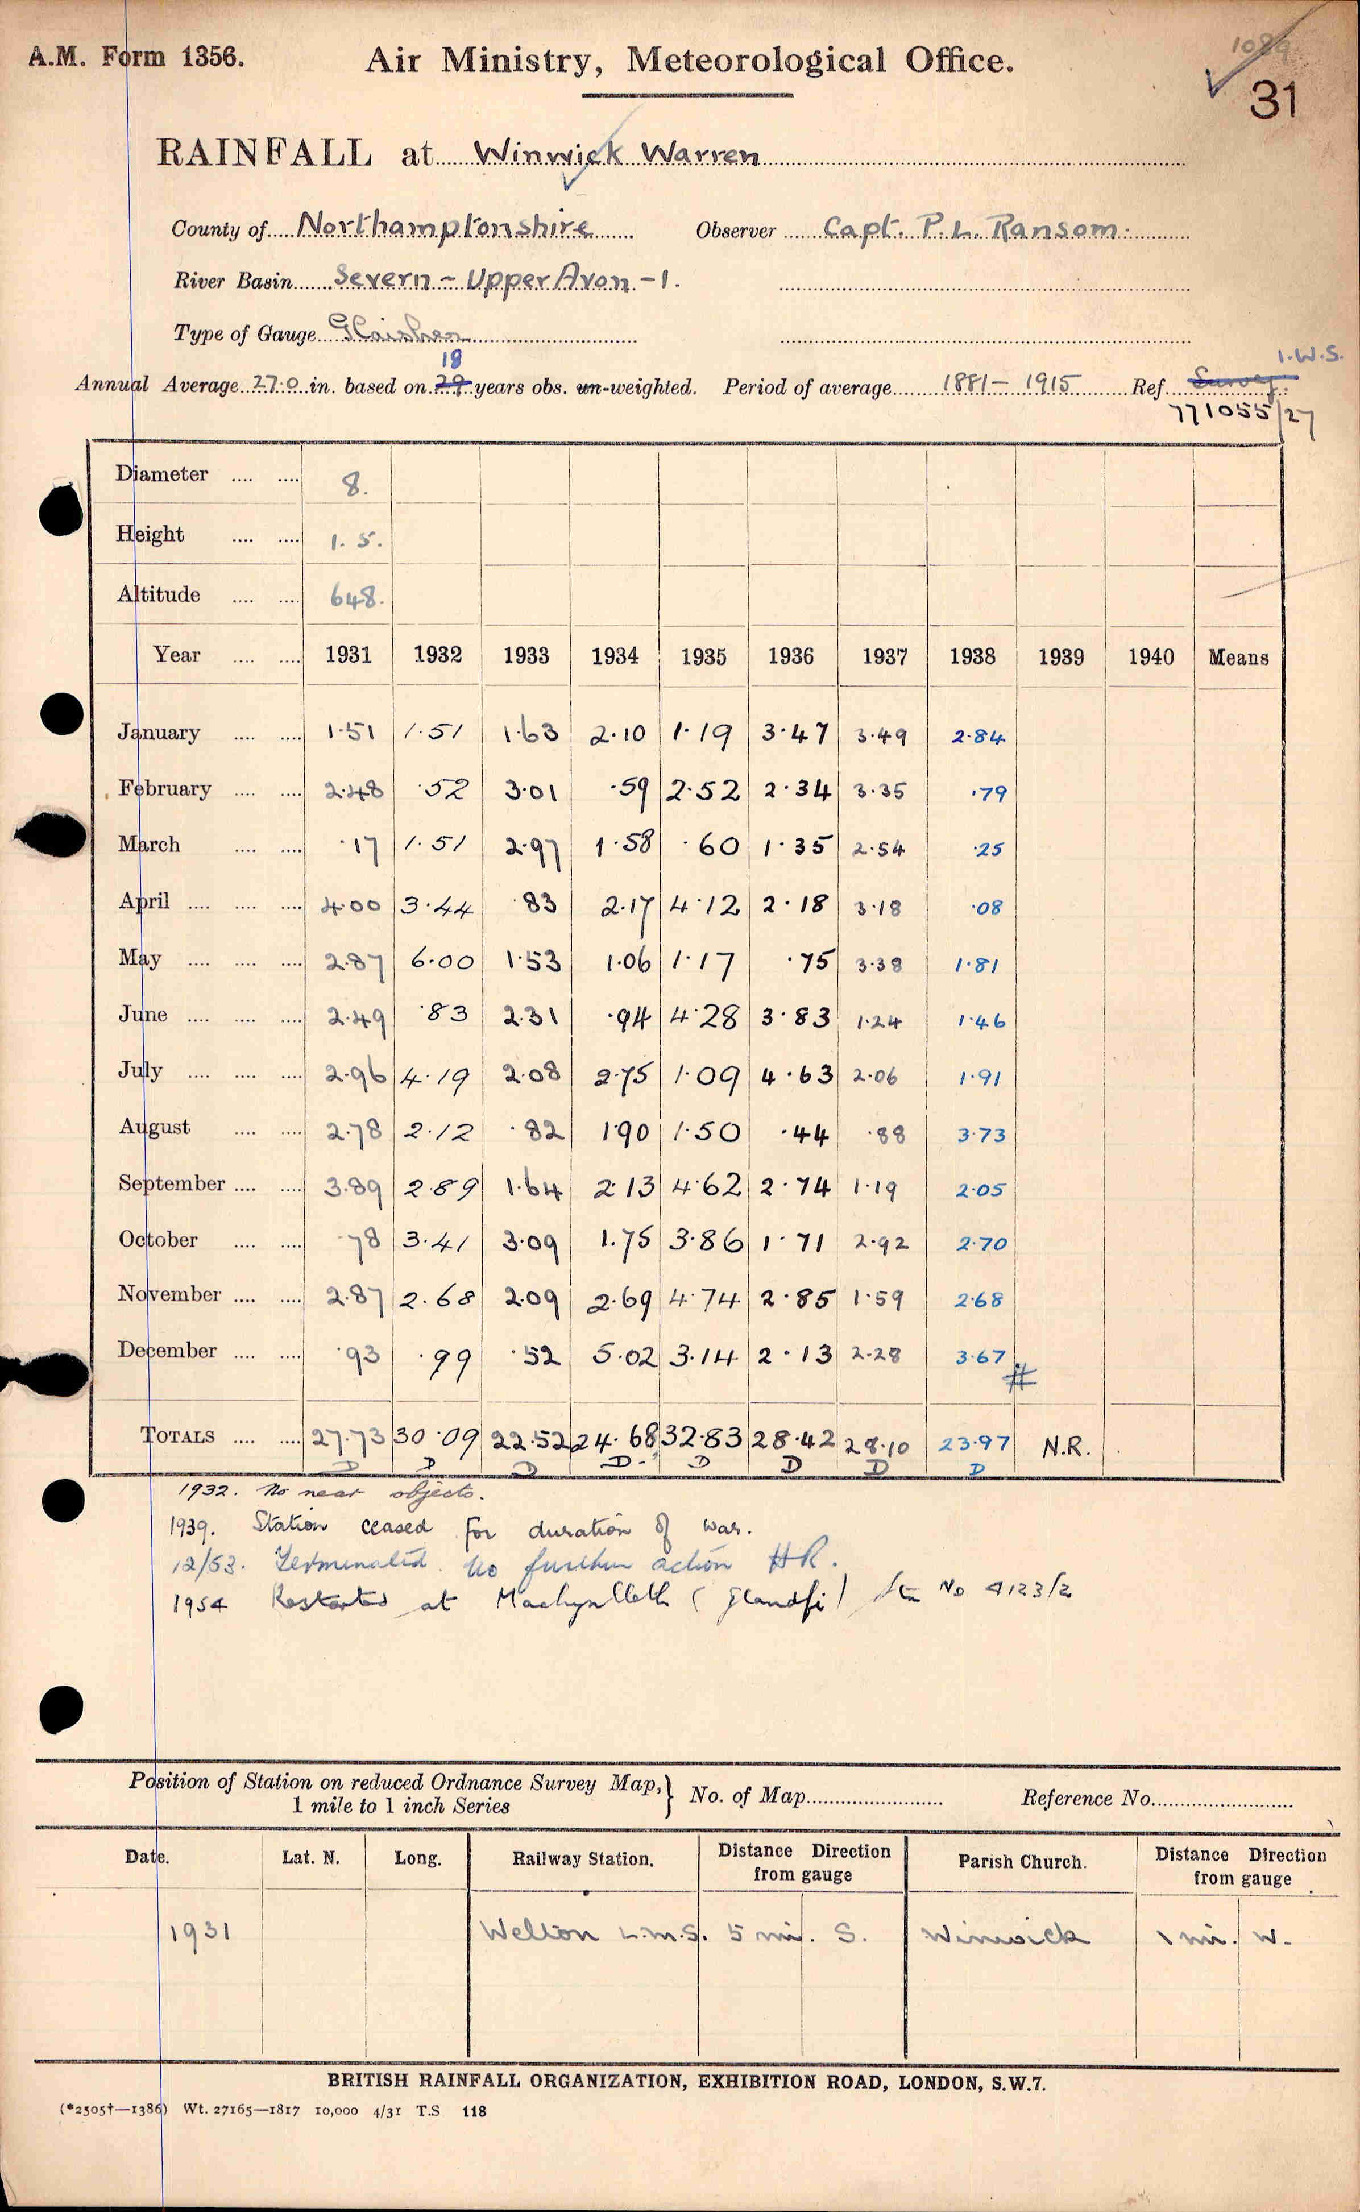 A.M. Form 1356.
Air Ministry, Meteorological Office.
1089
31
RAINFALL at Winwick Warren
County of Northamptonshire Observer Capt. P. L. Ransom.
River Basin Severn - Upper Avon - 1.
Type of Gauge Glaisher
18
I.W.S.
Annual Average 27.0 in. based on 29 years obs. un-weighted. Period of average 1881 - 1915 Ref. Survey.
771055/27
Diameter 8.
Height 1. 5.
Altitude 648.
Year 1931 1932 1933 1934 1935 1936 1937 1938 1939 1940 Means
January 1.51 1.51 1.63 2.10 1.19 3.47 3.49 2.84
February 2.48 .52 3.01 .59 2.52 2.34 3.35 .79
March .17 1.51 2.97 1.58 .60 1.35 2.54 .25
April 4.00 3.44 .83 2.17 4.12 2.18 3.18 .08
May 2.87 6.00 1.53 1.06 1.17 .75 3.38 1.81
June 2.49 .83 2.31 .94 4.28 3.83 1.24 1.46
July 2.96 4.19 2.08 2.75 1.09 4.63 2.06 1.91
August 2.78 2.12 .82 1.90 1.50 .44 .88 3.73
September 3.89 2.89 1.64 2.13 4.62 2.74 1.19 2.05
October .78 3.41 3.09 1.75 3.86 1.71 2.92 2.70
November 2.87 2.68 2.09 2.69 4.74 2.85 1.59 2.68
December .93 .99 .52 5.02 3.14 2.13 2.28 3.67
#
TOTALS 27.73 30.09 22.52 24.68 32.83 28.42 28.10 23.97 N.R.
D D D D D D D D
1932. No near objects.
1939. Station ceased for duration of war.
12/53. Terminated. No further action HR.
1954 Restarted at Machynlleth (Glandfi) Stn No 4123/2
Position of Station on reduced Ordnance Survey Map, } No. of Map Reference No.
1 mile to 1 inch Series
Date. Lat. N. Long. Railway Station. Distance Direction from gauge Parish Church. Distance Direction from gauge
1931 Welton L.M.S. 5 mi. S. Winwick 1 mi. W.
BRITISH RAINFALL ORGANIZATION, EXHIBITION ROAD, LONDON, S.W.7.
(*2505†—1386) Wt. 27165—1817 10,000 4/31 T.S 118